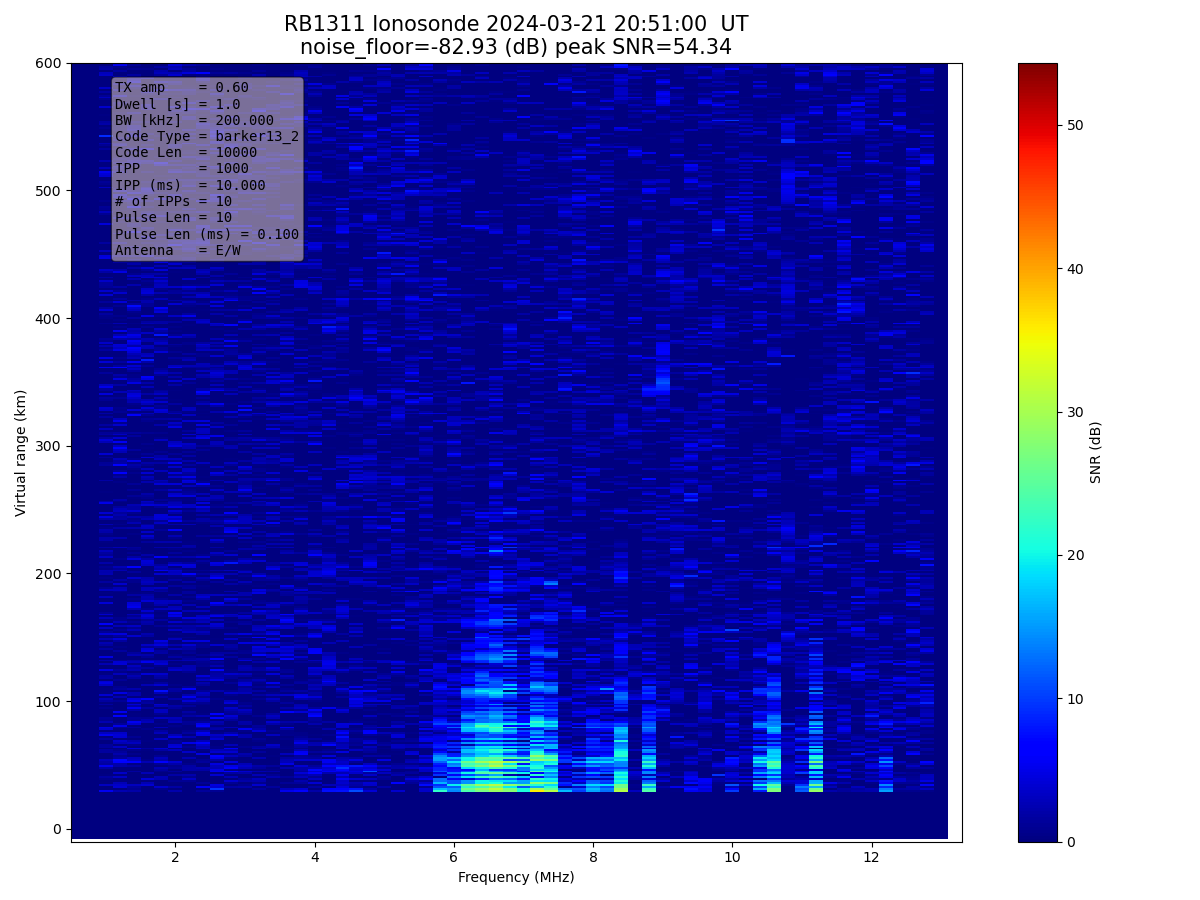 RB1311 Ionosonde 2024-03-21 20:51:00  UT
noise_floor=-82.93 (dB) peak SNR=54.34
TX amp    = 0.60
Dwell [s] = 1.0
BW [kHz]  = 200.000
Code Type = barker13_2
Code Len  = 10000
IPP       = 1000
IPP (ms)  = 10.000
# of IPPs = 10
Pulse Len = 10
Pulse Len (ms) = 0.100
Antenna   = E/W
600
500
400
300
200
100
0
Virtual range (km)
2 4 6 8 10 12
Frequency (MHz)
50
40
30
20
10
0
SNR (dB)